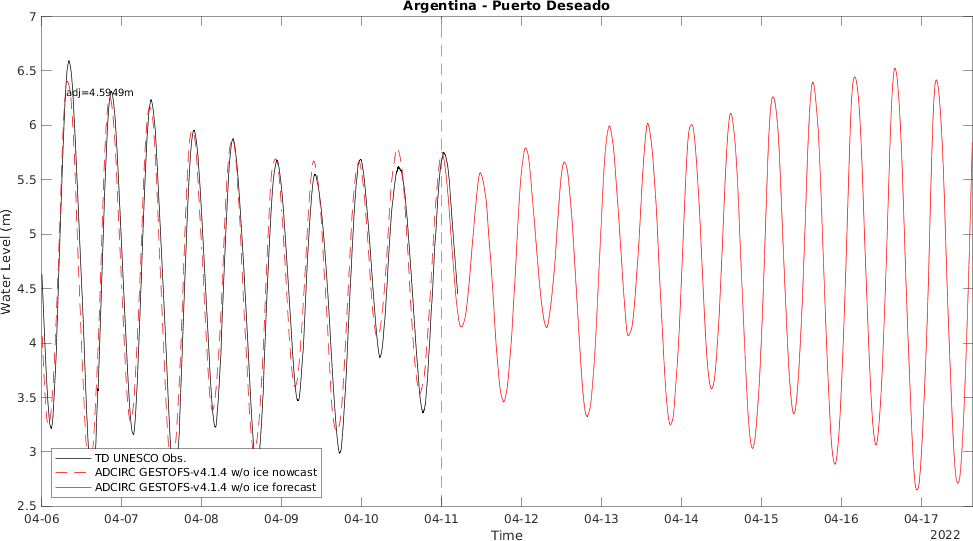 Argentina - Puerto Deseado
7
6.5
adj=4.5949m
6
5.5
5
4.5
4
3.5
3
2.5
Water Level (m)
TD UNESCO Obs.
ADCIRC GESTOFS-v4.1.4 w/o ice nowcast
ADCIRC GESTOFS-v4.1.4 w/o ice forecast
04-06 04-07 04-08 04-09 04-10 04-11 04-12 04-13 04-14 04-15 04-16 04-17
Time
2022